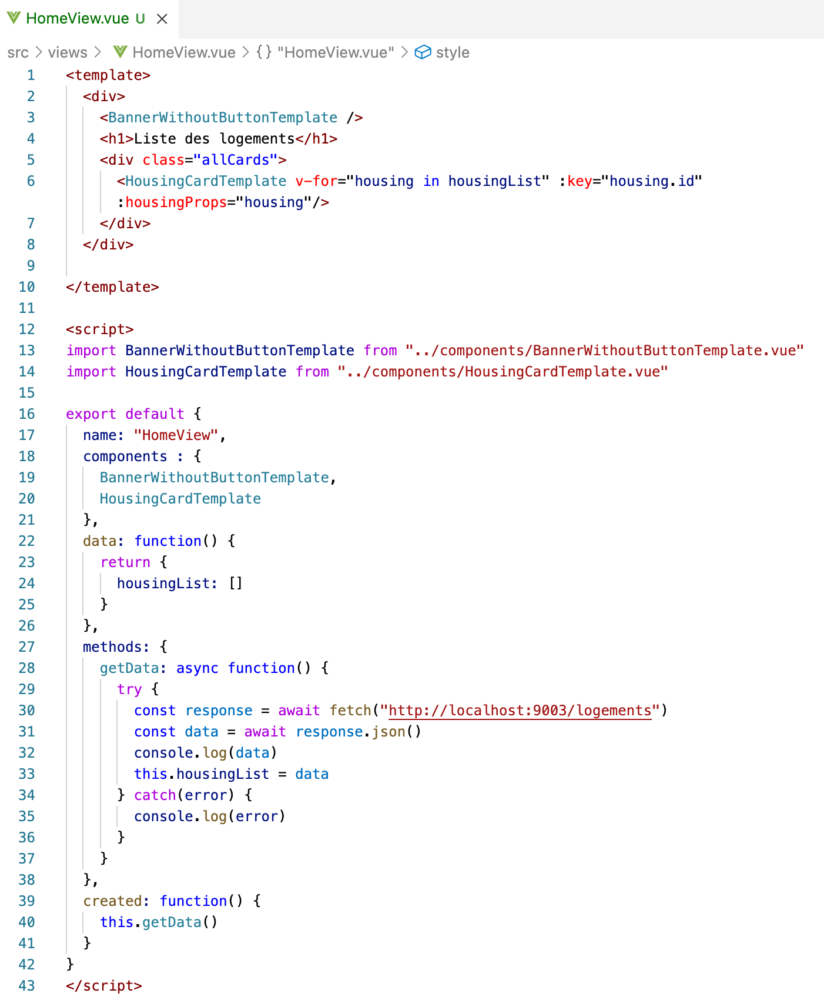 HomeView.vue U
src > views > HomeView.vue > {} "HomeView.vue" > style
1 <template>
2 <div>
3 <BannerWithoutButtonTemplate />
4 <h1>Liste des logements</h1>
5 <div class="allCards">
6 <HousingCardTemplate v-for="housing in housingList" :key="housing.id"
:housingProps="housing"/>
7 </div>
8 </div>
9
10 </template>
11
12 <script>
13 import BannerWithoutButtonTemplate from "../components/BannerWithoutButtonTemplate.vue"
14 import HousingCardTemplate from "../components/HousingCardTemplate.vue"
15
16 export default {
17 name: "HomeView",
18 components : {
19 BannerWithoutButtonTemplate,
20 HousingCardTemplate
21 },
22 data: function() {
23 return {
24 housingList: []
25 }
26 },
27 methods: {
28 getData: async function() {
29 try {
30 const response = await fetch("http://localhost:9003/logements")
31 const data = await response.json()
32 console.log(data)
33 this.housingList = data
34 } catch(error) {
35 console.log(error)
36 }
37 }
38 },
39 created: function() {
40 this.getData()
41 }
42 }
43 </script>